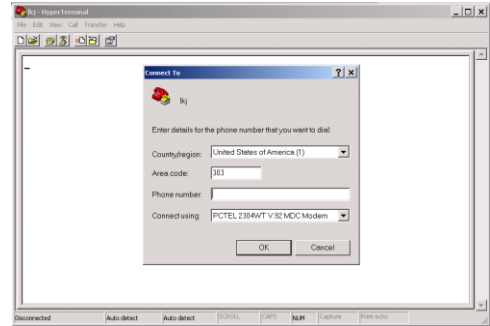 lkj - HyperTerminal
File Edit View Call Transfer Help
Connect To
lkj
Enter details for the phone number that you want to dial:
Country/region: United States of America (1)
Area code: 303
Phone number:
Connect using: PCTEL 2304WT V.92 MDC Modem
OK Cancel
Disconnected Auto detect Auto detect SCROLL CAPS NUM Capture Print echo